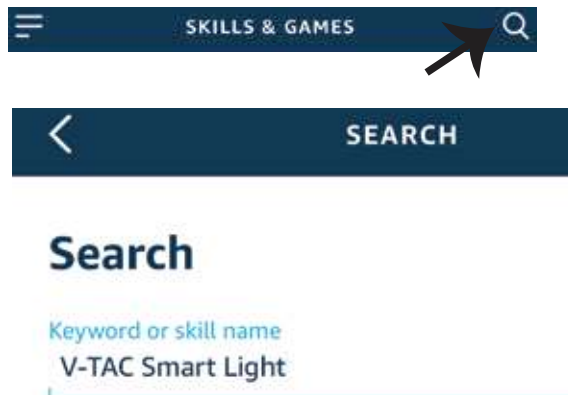 SKILLS & GAMES
SEARCH
Search
Keyword or skill name
V-TAC Smart Light